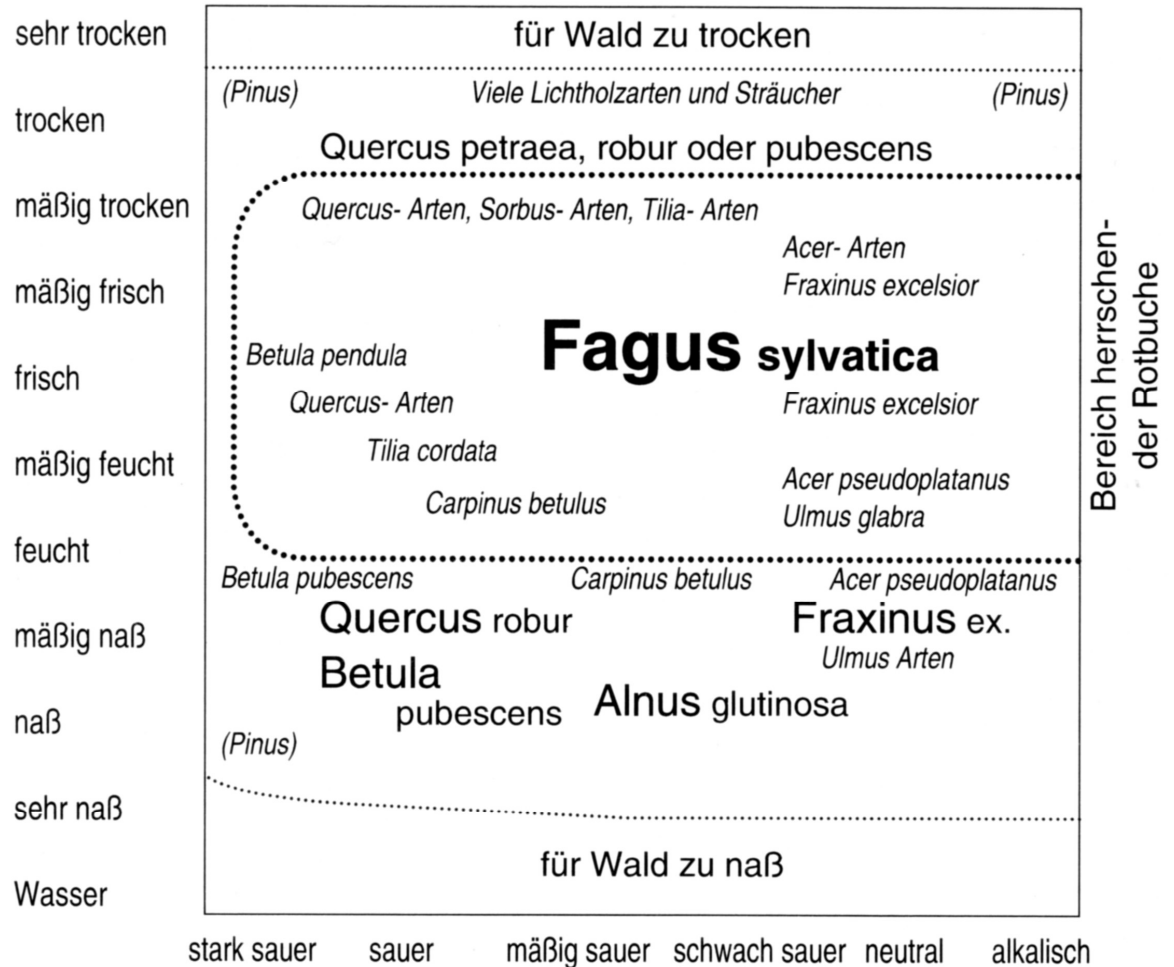 sehr trocken
für Wald zu trocken
(Pinus) Viele Lichtholzarten und Sträucher (Pinus)
trocken
Quercus petraea, robur oder pubescens
mäßig trocken
Quercus- Arten, Sorbus- Arten, Tilia- Arten
Acer- Arten
mäßig frisch
Fraxinus excelsior
Fagus sylvatica
Betula pendula
frisch
Quercus- Arten
Fraxinus excelsior
Tilia cordata
mäßig feucht
Acer pseudoplatanus
Carpinus betulus
Ulmus glabra
feucht
Betula pubescens Carpinus betulus Acer pseudoplatanus
Quercus robur Fraxinus ex.
mäßig naß
Ulmus Arten
Betula
pubescens
Alnus glutinosa
naß
(Pinus)
sehr naß
für Wald zu naß
Wasser
stark sauer sauer mäßig sauer schwach sauer neutral alkalisch
Bereich herrschen-
der Rotbuche